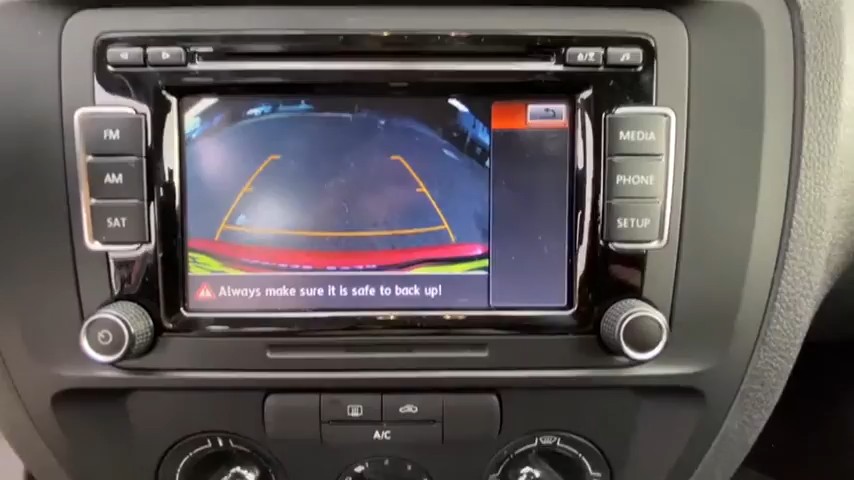 FM
AM
SAT
MEDIA
PHONE
SETUP
Always make sure it is safe to back up!
A/C